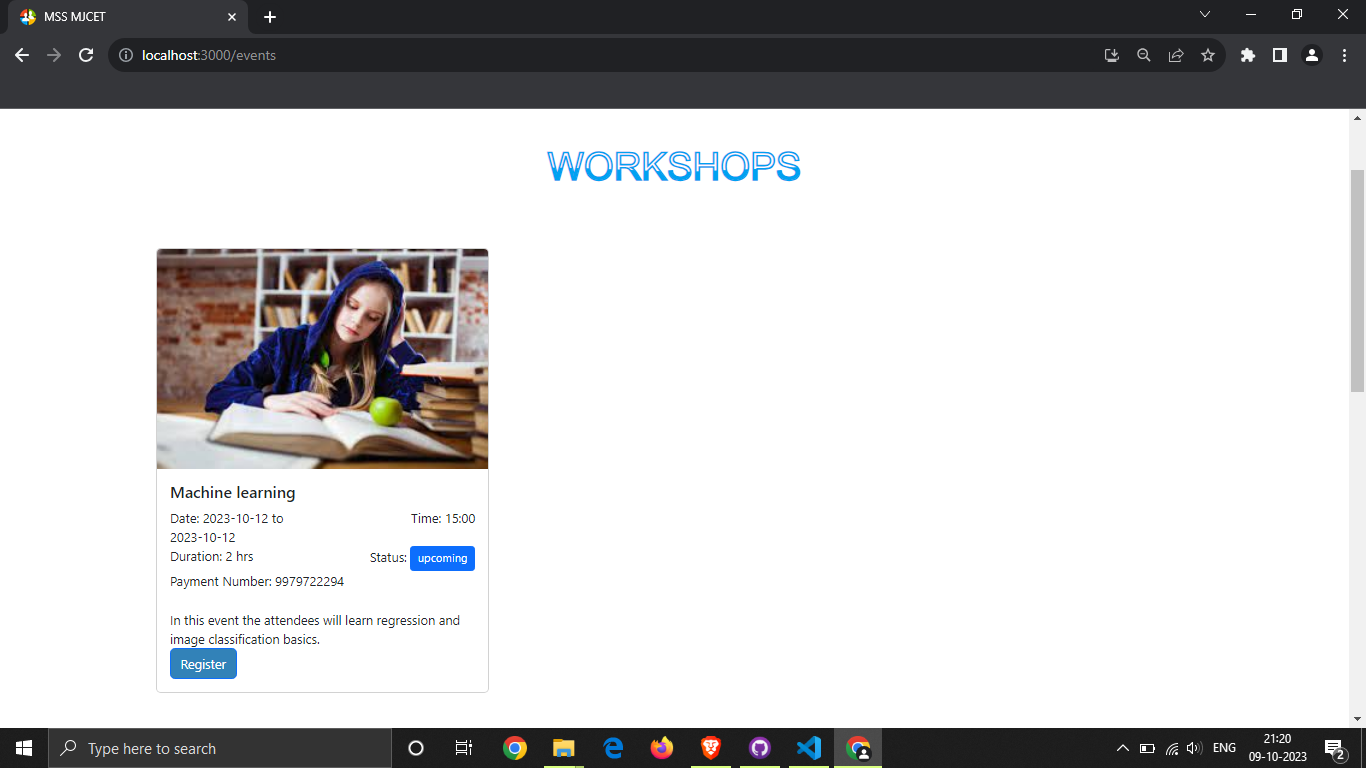 MSS MJCET
localhost:3000/events
WORKSHOPS
Machine learning
Date: 2023-10-12 to
2023-10-12
Time: 15:00
Duration: 2 hrs
Status: upcoming
Payment Number: 9979722294
In this event the attendees will learn regression and
image classification basics.
Register
Type here to search
ENG
21:20
09-10-2023
2